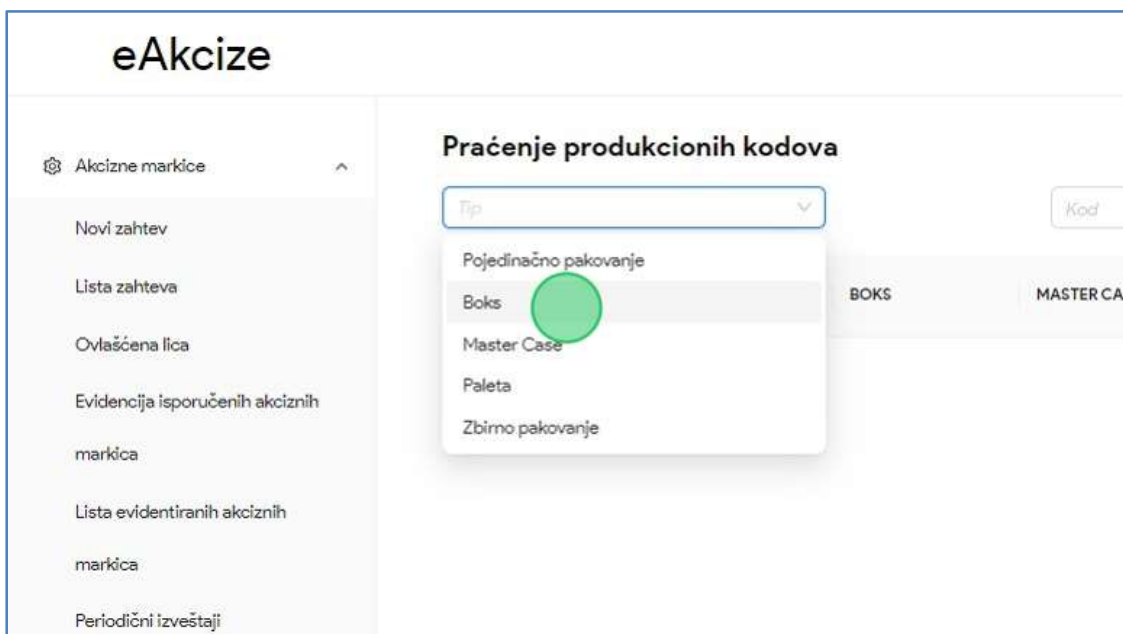 eAkcize
Akcizne markice
Novi zahtev
Lista zahteva
Ovlašćena lica
Evidencija isporučenih akciznih
markica
Lista evidentiranih akciznih
markica
Periodični izveštaji
Praćenje produkcionih kodova
Tip
Kod
Pojedinačno pakovanje
Boks
Master Case
Paleta
Zbirno pakovanje
BOKS
MASTER CA